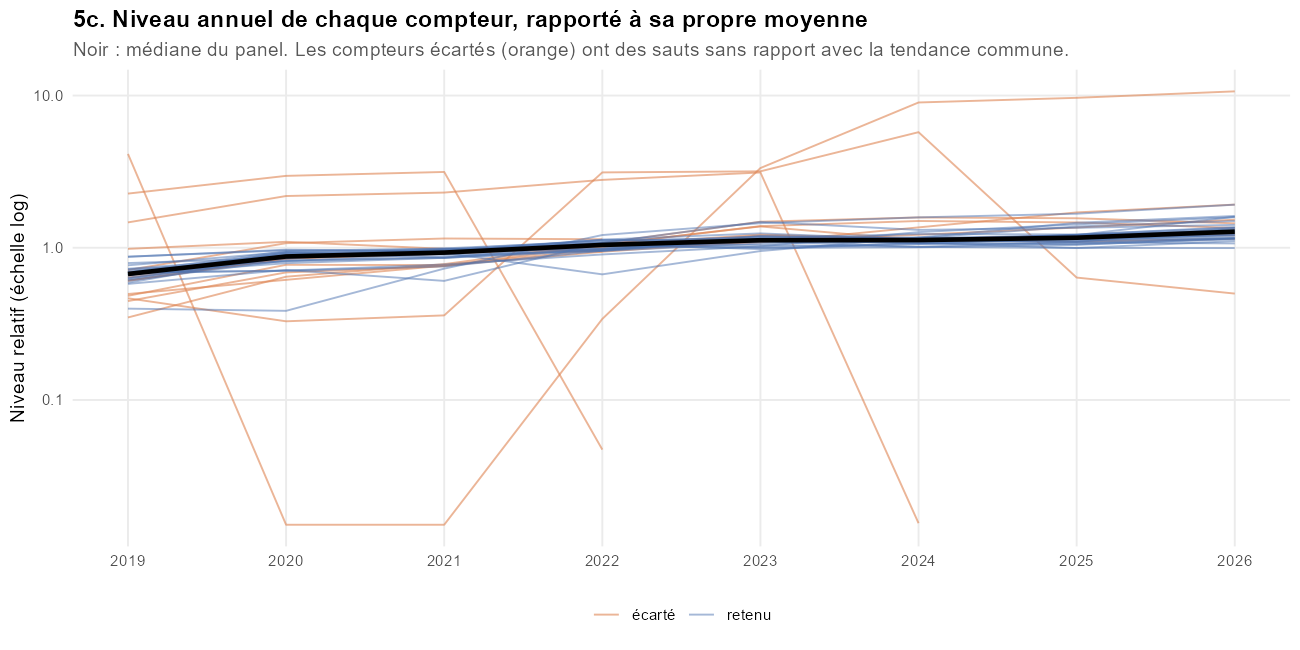 5c. Niveau annuel de chaque compteur, rapporté à sa propre moyenne
Noir : médiane du panel. Les compteurs écartés (orange) ont des sauts sans rapport avec la tendance commune.
Niveau relatif (échelle log)
10.0
1.0
0.1
2019 2020 2021 2022 2023 2024 2025 2026
écarté retenu